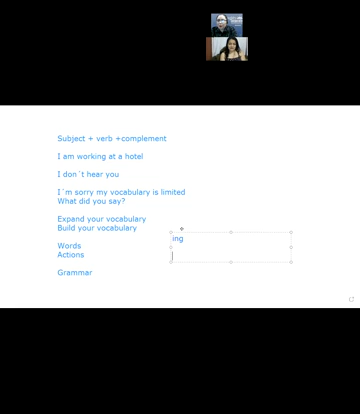 Subject + verb +complement
I am working at a hotel
I don´t hear you
I´m sorry my vocabulary is limited
What did you say?
Expand your vocabulary
Build your vocabulary
ing
Words
Actions
Grammar